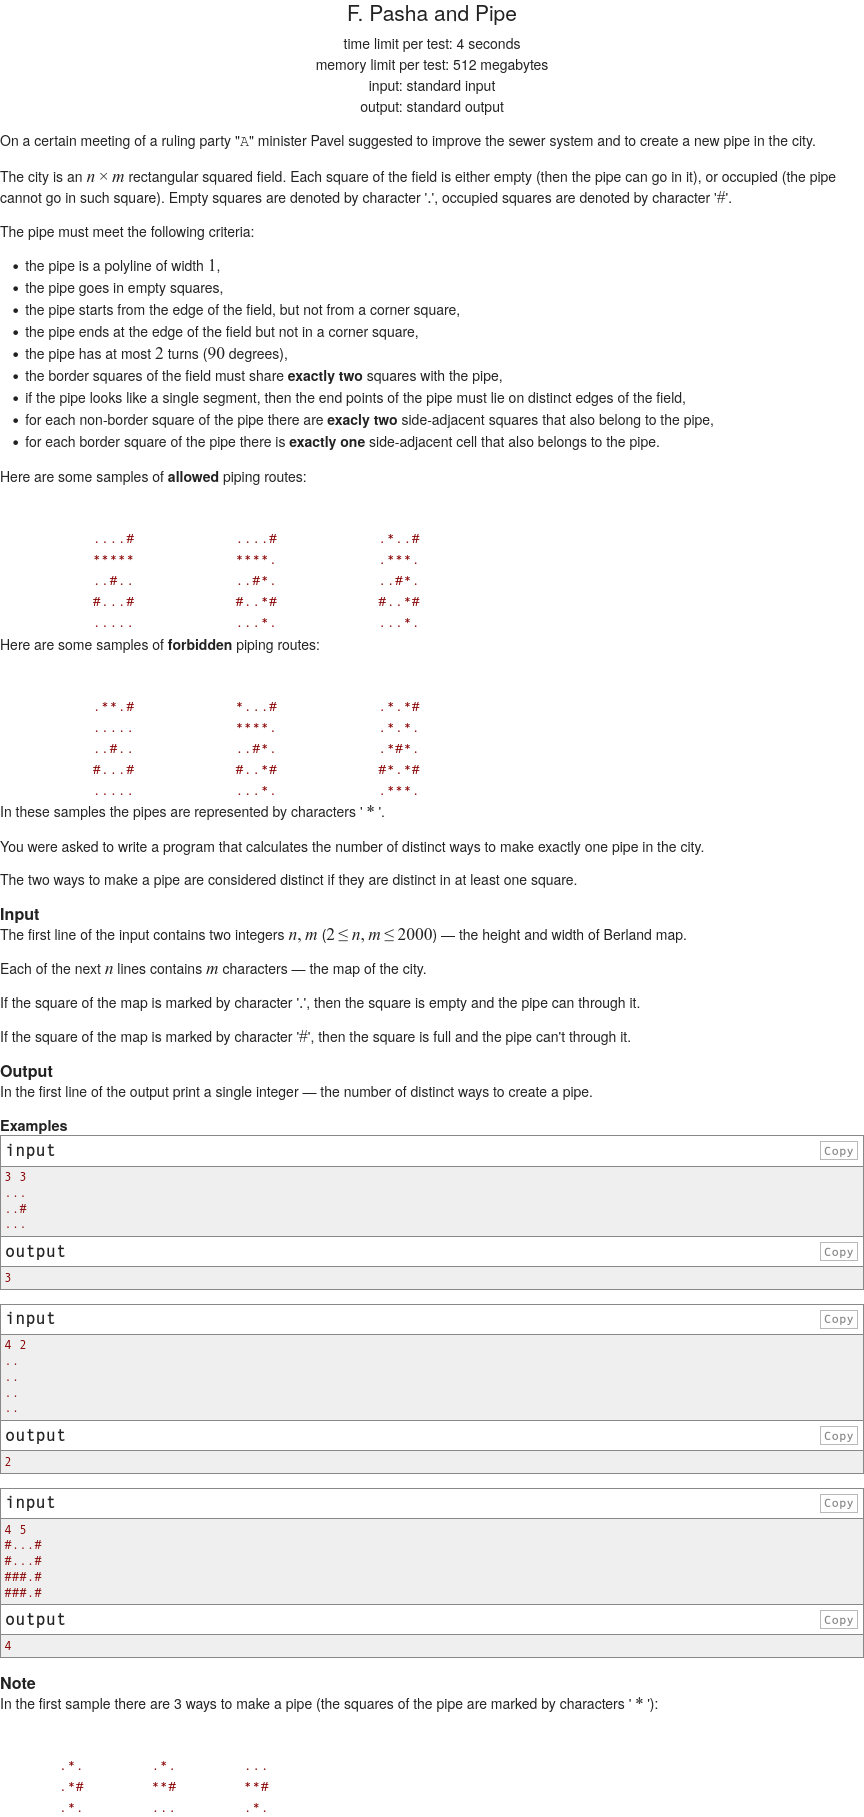 F. Pasha and Pipe
time limit per test: 4 seconds
memory limit per test: 512 megabytes
input: standard input
output: standard output
On a certain meeting of a ruling party "A" minister Pavel suggested to improve the sewer system and to create a new pipe in the city.
The city is an n × m rectangular squared field. Each square of the field is either empty (then the pipe can go in it), or occupied (the pipe
cannot go in such square). Empty squares are denoted by character '.', occupied squares are denoted by character '#'.
The pipe must meet the following criteria:
• the pipe is a polyline of width 1,
• the pipe goes in empty squares,
• the pipe starts from the edge of the field, but not from a corner square,
• the pipe ends at the edge of the field but not in a corner square,
• the pipe has at most 2 turns (90 degrees),
• the border squares of the field must share exactly two squares with the pipe,
• if the pipe looks like a single segment, then the end points of the pipe must lie on distinct edges of the field,
• for each non-border square of the pipe there are exacly two side-adjacent squares that also belong to the pipe,
• for each border square of the pipe there is exactly one side-adjacent cell that also belongs to the pipe.
Here are some samples of allowed piping routes:
....# ....# .*..#
***** ****. .***.
..#.. ..#*. ..#*.
#...# #..*# #..*#
..... ...*. ...*.
Here are some samples of forbidden piping routes:
.**.# *...# .*.*#
..... ****. .*.*.
..#.. ..#*. .*#*.
#...# #..*# #*.*#
..... ...*. .***.
In these samples the pipes are represented by characters ' * '.
You were asked to write a program that calculates the number of distinct ways to make exactly one pipe in the city.
The two ways to make a pipe are considered distinct if they are distinct in at least one square.
Input
The first line of the input contains two integers n, m (2 ≤ n, m ≤ 2000) — the height and width of Berland map.
Each of the next n lines contains m characters — the map of the city.
If the square of the map is marked by character '.', then the square is empty and the pipe can through it.
If the square of the map is marked by character '#', then the square is full and the pipe can't through it.
Output
In the first line of the output print a single integer — the number of distinct ways to create a pipe.
Examples
input Copy
3 3
...
..#
...
output Copy
3
input Copy
4 2
..
..
..
..
output Copy
2
input Copy
4 5
#...#
#...#
###.#
###.#
output Copy
4
Note
In the first sample there are 3 ways to make a pipe (the squares of the pipe are marked by characters ' * '):
.*. .*. ...
.*# **# **#
.*. ... .*.